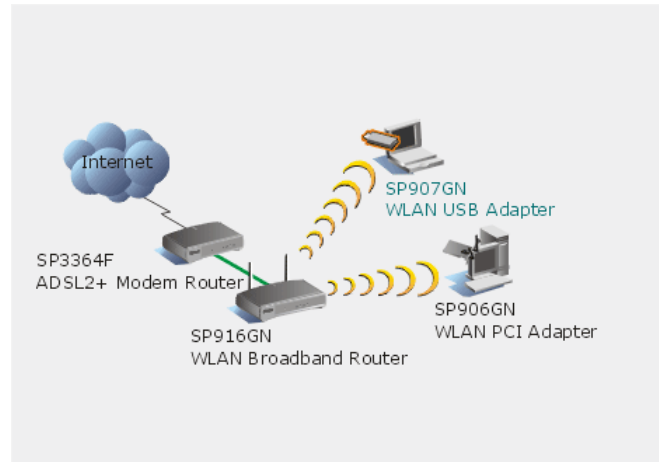 Internet
SP907GN
WLAN USB Adapter
SP3364F
ADSL2+ Modem Router
SP906GN
WLAN PCI Adapter
SP916GN
WLAN Broadband Router